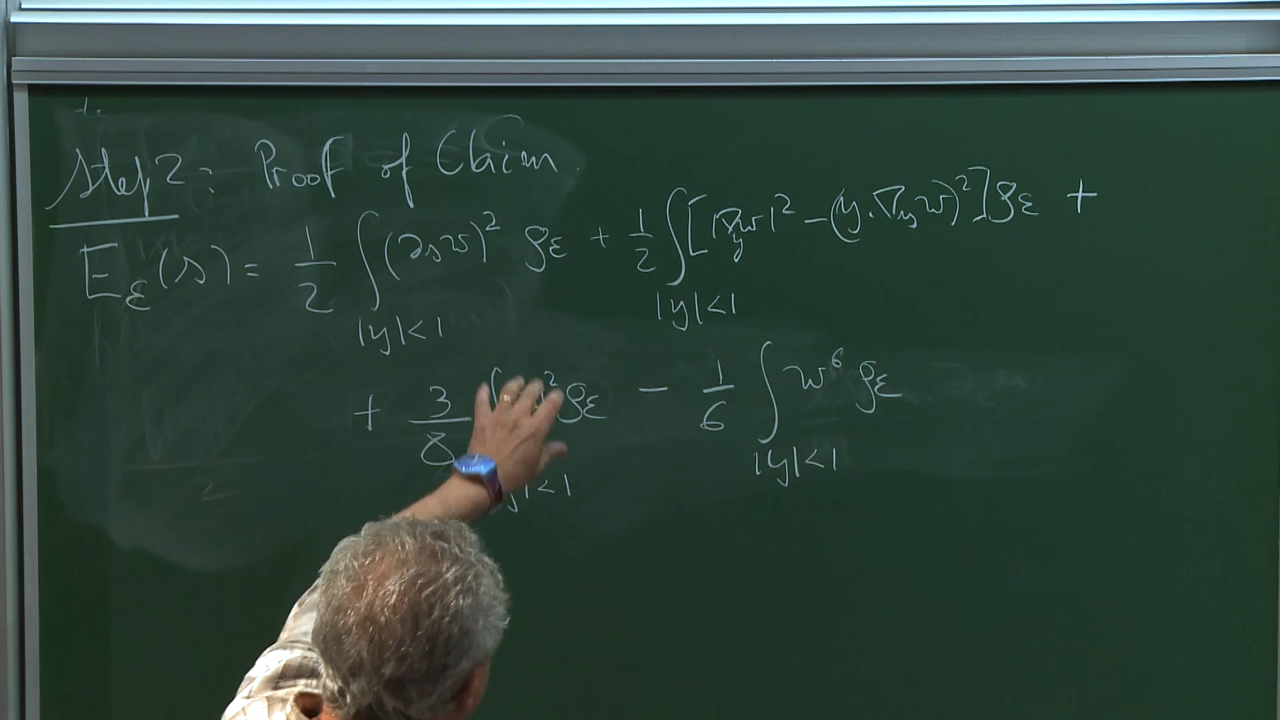 Step 2: Proof of Claim.
E_ε(s) = 1/2 ∫_{|y|<1} (∂_s w)² ρ_ε + 1/2 ∫_{|y|<1} [|∇_y w|² - (y.∇_y w)²] ρ_ε +
+ 3/8 ∫ ² ρ_ε - 1/6 ∫_{|y|<1} w⁶ ρ_ε